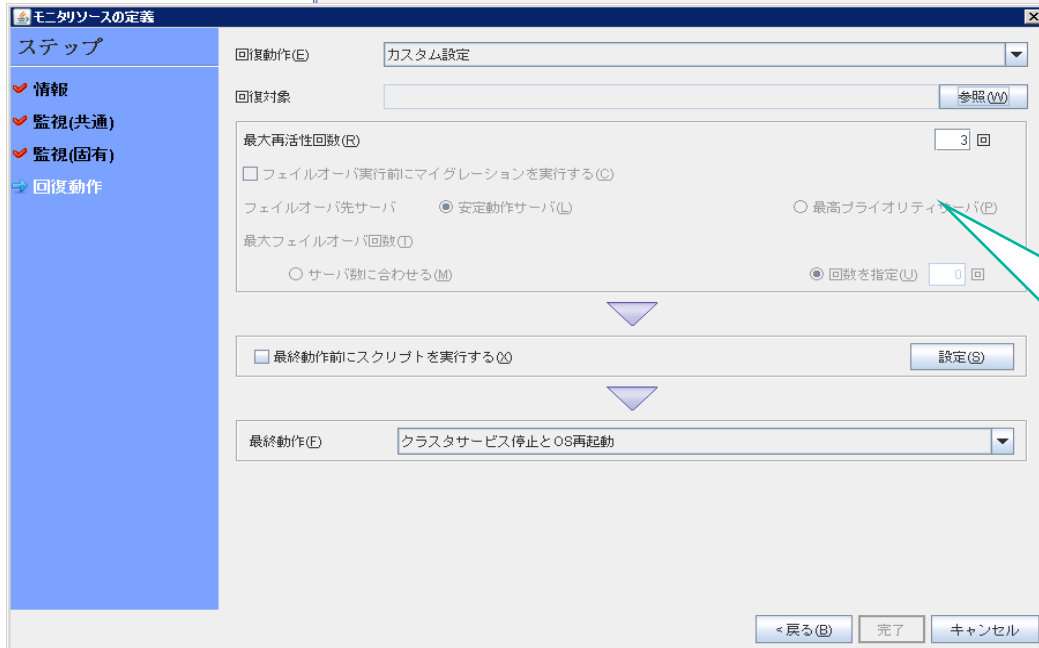 モニタリソースの定義
ステップ
情報
監視(共通)
監視(固有)
回復動作
回復動作(E) カスタム設定
回復対象 参照(W)
最大再活性回数(R) 3 回
フェイルオーバ実行前にマイグレーションを実行する(C)
フェイルオーバ先サーバ 安定動作サーバ(L) 最高プライオリティサーバ(P)
最大フェイルオーバ回数(T)
サーバ数に合わせる(M) 回数を指定(U) 0 回
最終動作前にスクリプトを実行する(X) 設定(S)
最終動作(F) クラスタサービス停止とOS再起動
<戻る(B) 完了 キャンセル